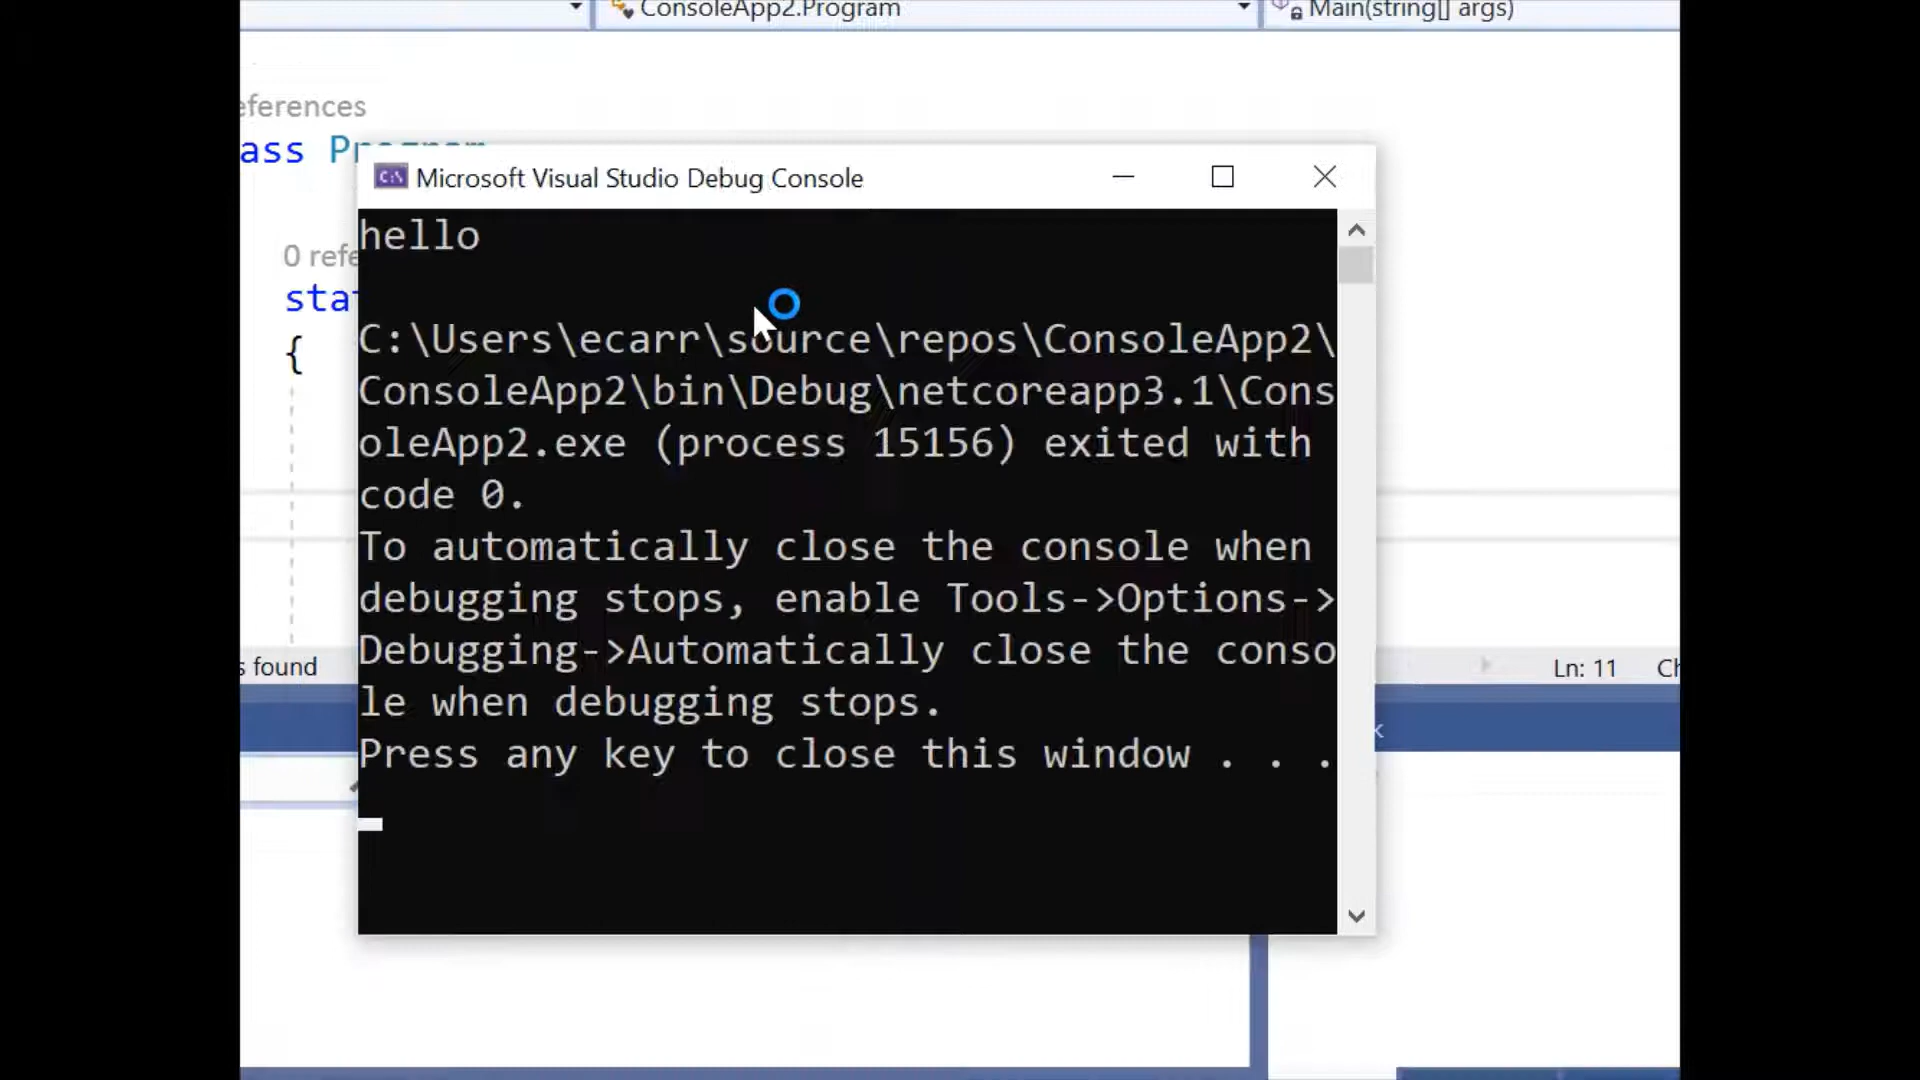 ConsoleApp2.Program
Main(string[] args)
eferences
ass Program
Microsoft Visual Studio Debug Console
hello
0 refe
stat
{
C:\Users\ecarr\source\repos\ConsoleApp2\
ConsoleApp2\bin\Debug\netcoreapp3.1\Cons
oleApp2.exe (process 15156) exited with
code 0.
To automatically close the console when
debugging stops, enable Tools->Options->
Debugging->Automatically close the conso
le when debugging stops.
Press any key to close this window . . .
s found
Ln: 11
Ch